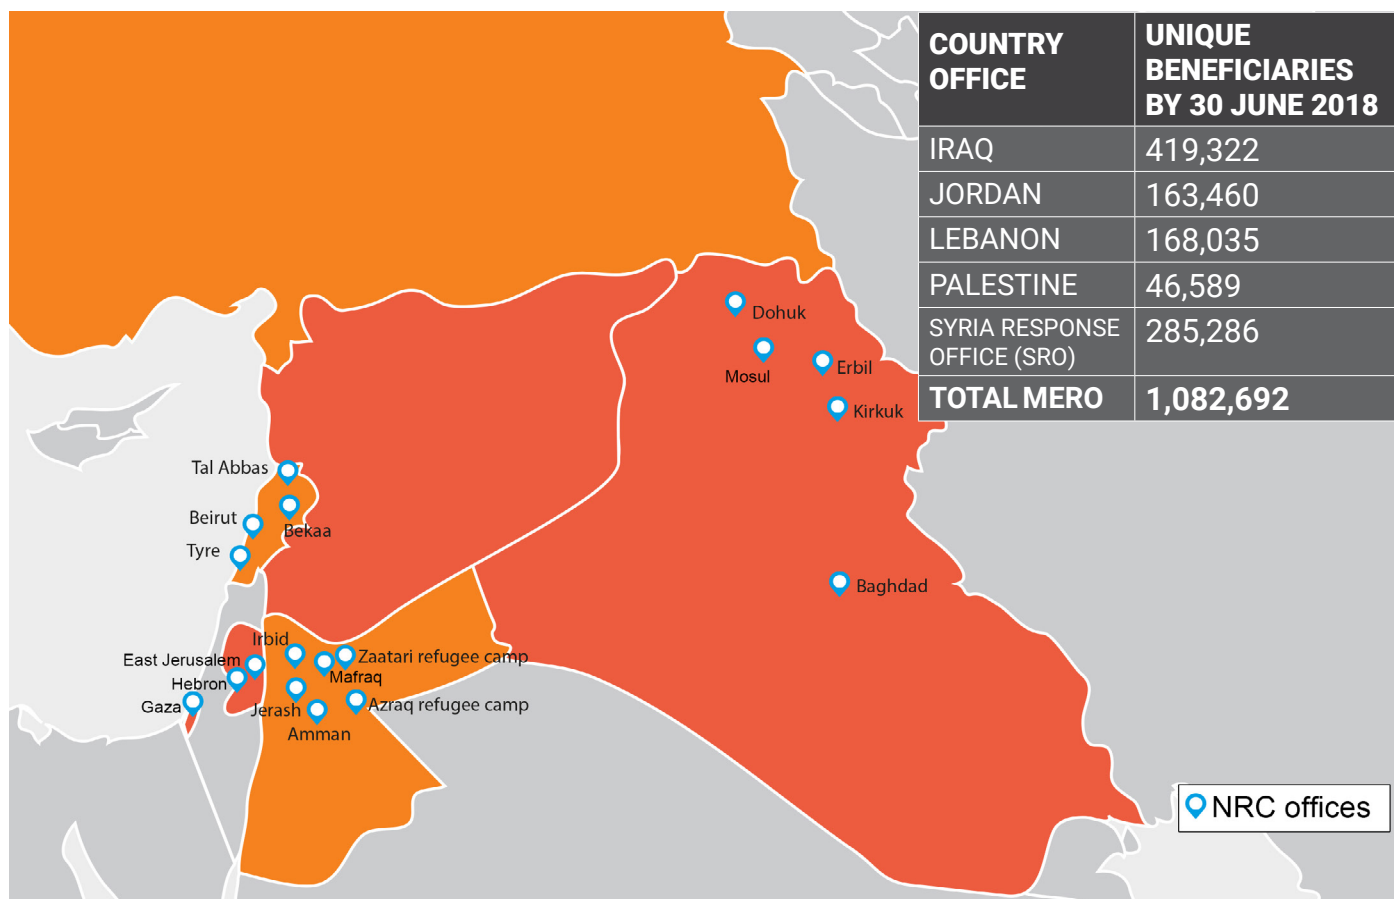 COUNTRY
OFFICE
UNIQUE
BENEFICIARIES
BY 30 JUNE 2018
IRAQ
419,322
JORDAN
163,460
LEBANON
168,035
PALESTINE
46,589
SYRIA RESPONSE
OFFICE (SRO)
285,286
TOTAL MERO
1,082,692
Dohuk
Mosul
Erbil
Kirkuk
Tal Abbas
Beirut
Bekaa
Tyre
Baghdad
Irbid
East Jerusalem
Zaatari refugee camp
Hebron
Mafraq
Gaza
Jerash
Azraq refugee camp
Amman
NRC offices